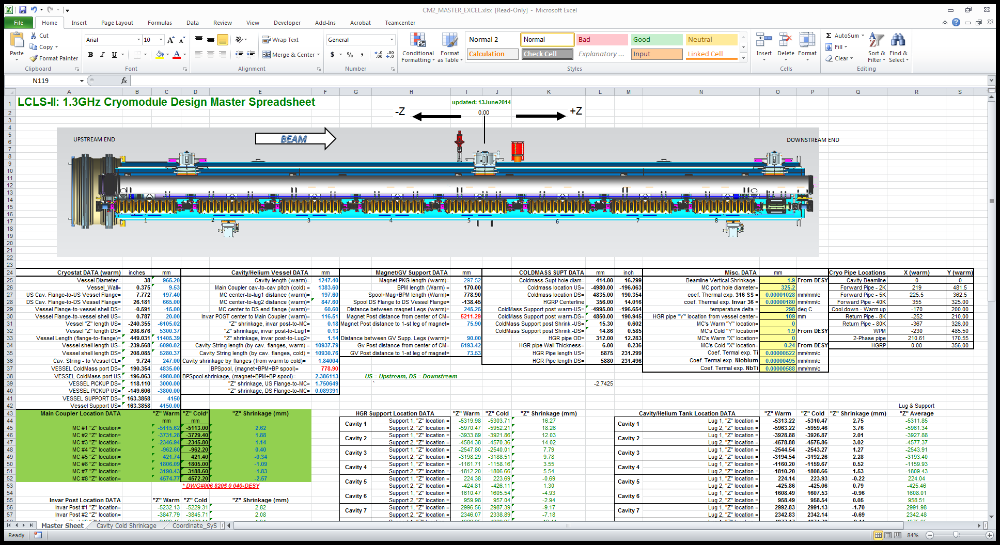 CM2_MASTER_EXCEL.xlsx [Read-Only] - Microsoft Excel
File Home Insert Page Layout Formulas Data Review View Developer Add-Ins Acrobat Teamcenter
Paste Cut Copy Format Painter
Arial 10
B I U
Wrap Text
Merge & Center
General
$ % ,
Conditional Formatting Format as Table
Normal 2 Normal Bad Good Neutral
Calculation Check Cell Explanatory ... Input Linked Cell
Insert Delete Format
AutoSum Fill Clear Sort & Filter Find & Select
Clipboard Font Alignment Number Styles Cells Editing
N119 fx
A B C D E F G H I J K L M N O P Q R S
1 LCLS-II: 1.3GHz Cryomodule Design Master Spreadsheet updated: 13June2014
2 -Z 0.00 +Z
3
4
5 UPSTREAM END BEAM DOWNSTREAM END
6
7
8
9
10
11
12
13
14
15
16
17 1 2 3 4 5 6 7 8
18
19
20
21
22
23
24 Cryostat DATA (warm) inches mm Cavity/Helium Vessel DATA mm Magnet/GV Support DATA mm COLDMASS SUPT DATA mm inch Misc. DATA mm Cryo Pipe Locations X (warm) Y (warm)
25 Vessel Diameter= 38 965.20 Cavity length (warm)= 1247.40 Magnet PKG length (warm)= 297.52 Coldmass Supt hole diam= 414.00 16.299 Beamline Vertical Shrinkage= 1.9 From DESY Cavity Beamline 0 0
26 Vessel_Wall= 0.375 9.53 Main Coupler cav-to-cav pitch (cold) = 1383.60 BPM length (Warm) = 170.00 Coldmass location US= -4980.00 -196.063 MC port hole diameter= 325.2 Forward Pipe - 2K 219 481.5
27 US Cav. Flange-to-US Vessel Flange= 7.772 197.40 MC center-to-lug1 distance (warm)= 197.60 Spool+Mag+BPM length (Warm)= 778.90 Coldmass location DS= 4835.00 190.354 coef. Thermal exp. 316 SS = 0.00001028 mm/mm/c Forward Pipe - 5K 225.5 362.5
28 DS Cav. Flange-to-DS Vessel Flange= 26.181 665.00 MC center-to-lug2 distance (warm)= 847.60 Spool DS Flange to DS Vessel Flange= -138.45 HGRP Centerline 356.00 14.016 coef. Thermal exp. Invar 36 = 0.00000180 mm/mm/c Forward Pipe - 40K 355 325.00
29 Vessel Flange-to-vessel shell DS= -0.591 -15.00 MC center to DS end flange (warm)= 60.60 Distance between magnet Legs (warm)= 245.25 ColdMass Support post warm-US= -4995.00 -196.654 temperature delta = 298 deg C Cool down - Warm up -170 200.00
30 Vessel Flange-to-vessel shell US= 0.787 20.00 Invar POST center to Main Coupler (warm)= 116.51 Magnet Post distance from center of CM= 5211.29 ColdMass Support post warm-DS= 4850.00 190.945 HGR pipe "Y" location from vessel center= 109 mm Return Pipe - 8K -252 210.00
31 Vessel "Z" length US= -240.355 -6105.02 "Z" shrinkage, invar post-to-MC= 0.18 Magnet Post distance to 1-st leg of magnet= 75.90 ColdMass Support post Shrink.-US= 15.30 0.602 MC's Warm "Y" location= 0 Return Pipe - 80K -367 326.00
32 Vessel "Z" length DS= 208.676 5300.37 "Z" shrinkage, invar post-to-Lug1= 0.13 ColdMass Support post Shrink.-DS= 14.86 0.585 MC's Cold "Y" location= 1.9 From DESY WPM -230 485.50
33 Vessel Length (flange-to-flange)= 449.031 11405.39 "Z" shrinkage, invar post-to-Lug2= 1.14 Distance between GV Supp. Legs (warm)= 90.00 HGR pipe OD= 312.00 12.283 MC's Warm "X" location= 0 2-Phase pipe 210.61 170.55
34 Vessel shell length US= -239.568 -6090.02 Cavity String length (by cav. flanges, warm) = 10937.79 Gv Post distance from center of CM= 5193.42 HGR pipe Wall Thickness= 6.00 0.236 MC's Cold "X" location= 0.24 From DESY HGRP 0.00 356.00
35 Vessel shell length DS= 208.085 5280.37 Cavity String length (by cav. flanges, cold) = 10930.76 GV Post distance to 1-st leg of magnet= 73.53 HGR Pipe length US= 5875 231.299 Coef. Termal exp. Ti 0.00000522 mm/mm/c
36 Cav. String - to Vessel CL= 9.724 247.00 Cavity shrinkage by flanges (from warm to cold)= 1.84004 HGR Pipe length DS= 5880 231.496 Coef. Termal exp. Niobium 0.00000495 mm/mm/c
37 VESSEL ColdMass port DS= 190.354 4835.00 BPSpool, (magnet+BPM+BP spool)= 778.90 Coef. Termal exp. NbTi 0.00000588 mm/mm/c
38 VESSEL ColdMass port US -196.063 -4980.00 BPSpool shrinkage, (magnet+BPM+BP spool)= 2.386113 US = Upstream, DS = Downstream
39 VESSEL PICKUP DS= 118.110 3000.00 "Z" shrinkage, US Flange-to-MC= 1.750649 ` -2.7425
40 VESSEL PICKUP US= -149.606 -3800.00 "Z" shrinkage, DS Flange-to-MC= 0.089391
41 VESSEL SUPPORT DS= 163.3858 4150
42 Vessel Support US= 163.3858 4150.00 Lug & Support
43 Main Coupler Location DATA "Z" Warm "Z" Cold* "Z" Shrinkage (mm) HGR Support Location DATA "Z" Warm "Z" Cold "Z" Shrinkage (mm) Cavity/Helium Tank Location DATA "Z" Warm "Z" Cold "Z" Shrinkage (mm) "Z" Average
44 mm mm Cavity 1 Support 1, "Z" location = -5319.98 -5303.71 16.27 Cavity 1 Lug 1, "Z" location = -5313.22 -5310.47 2.75 -5311.85
45 MC #1 "Z" location= -5115.62 -5113.00 2.62 Support 2, "Z" location = -5970.47 -5952.21 18.26 Lug 2, "Z" location = -5963.22 -5959.46 3.76 -5961.34
46 MC #2 "Z" location= -3731.28 -3729.40 1.88 Cavity 2 Support 1, "Z" location = -3933.89 -3921.86 12.03 Cavity 2 Lug 1, "Z" location = -3928.88 -3926.87 2.01 -3927.88
47 MC #3 "Z" location= -2346.94 -2345.80 1.14 Support 2, "Z" location = -4584.38 -4570.36 14.02 Lug 2, "Z" location = -4578.88 -4575.86 3.02 -4577.37
48 MC #4 "Z" location= -962.60 -962.20 0.40 Cavity 3 Support 1, "Z" location = -2547.80 -2540.01 7.79 Cavity 3 Lug 1, "Z" location = -2544.54 -2543.27 1.27 -2543.91
49 MC #5 "Z" location= 421.74 421.40 -0.34 Support 2, "Z" location = -3198.29 -3188.51 9.78 Lug 2, "Z" location = -3194.54 -3192.26 2.28 -3193.40
50 MC #6 "Z" location= 1806.09 1805.00 -1.09 Cavity 4 Support 1, "Z" location = -1161.71 -1158.16 3.55 Cavity 4 Lug 1, "Z" location = -1160.20 -1159.67 0.52 -1159.93
51 MC #7 "Z" location= 3190.43 3188.60 -1.83 Support 2, "Z" location = -1812.20 -1806.66 5.54 Lug 2, "Z" location = -1810.20 -1808.66 1.53 -1809.43
52 MC #8 "Z" location= 4574.77 4572.20 -2.57 Cavity 5 Support 1, "Z" location = 224.38 223.69 -0.69 Cavity 5 Lug 1, "Z" location = 224.14 223.93 -0.22 224.04
53 * DWG#006 8205 0 040-DESY Support 2, "Z" location = -424.81 -426.11 1.30 Lug 2, "Z" location = -425.86 -425.06 0.79 -425.46
54 Cavity 6 Support 1, "Z" location = 1610.47 1605.54 -4.93 Cavity 6 Lug 1, "Z" location = 1608.49 1607.53 -0.96 1608.01
55 Invar Post Location DATA "Z" Warm "Z" Cold "Z" Shrinkage (mm) Support 2, "Z" location = 959.98 957.04 -2.94 Lug 2, "Z" location = 958.49 958.54 0.05 958.51
56 Invar Post #1 "Z" location= -5232.13 -5229.31 2.82 Cavity 7 Support 1, "Z" location = 2996.56 2987.39 -9.17 Cavity 7 Lug 1, "Z" location = 2992.83 2991.13 -1.70 2991.98
57 Invar Post #2 "Z" location= -3847.79 -3845.71 2.08 Support 2, "Z" location = 2346.07 2338.89 -7.18 Lug 2, "Z" location = 2342.83 2342.14 -0.69 2342.48
Master Sheet Cavity Cold Shrinkage Coordinate_SyS
Ready 84%